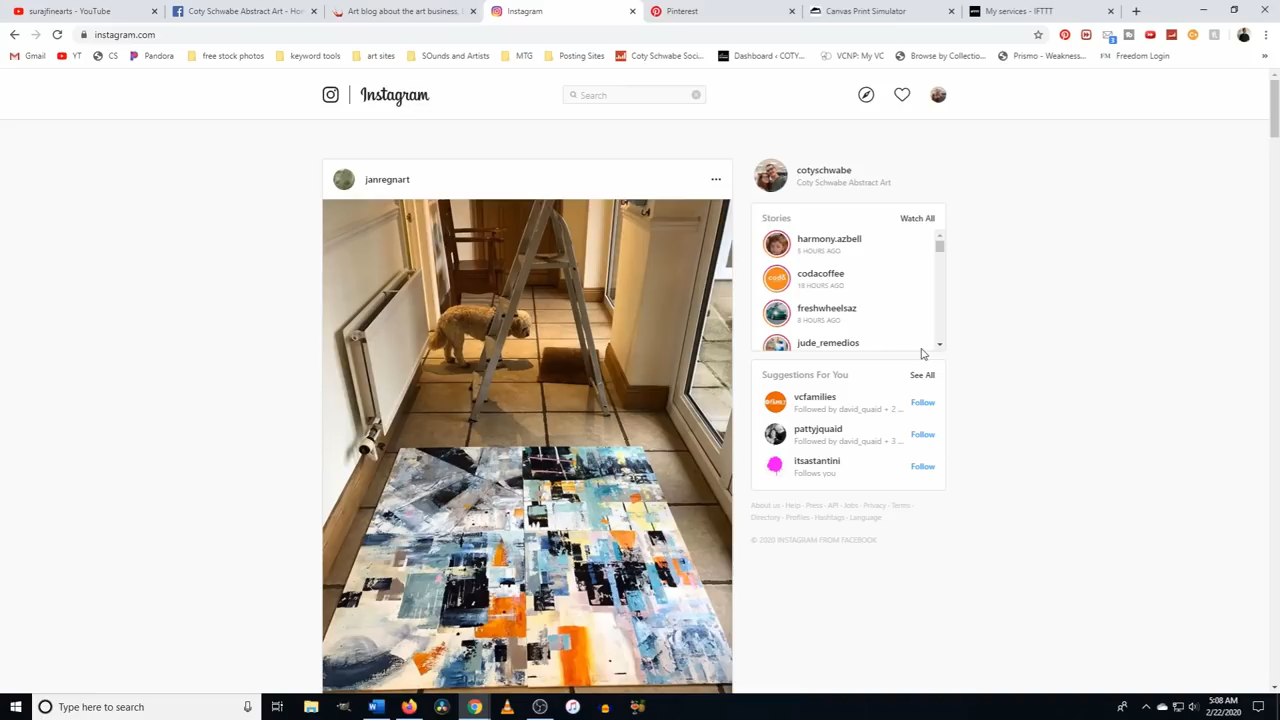 surajfinearts - YouTube
Coty Schwabe Abstract Art - Hom
Art blog about the art business,
Instagram
Pinterest
Canvas Print Simulator
My services - IFTTT
instagram.com
Gmail
YT
CS
Pandora
free stock photos
keyword tools
art sites
SOunds and Artists
MTG
Posting Sites
Coty Schwabe Soci...
Dashboard ‹ COTY...
VCNP: My VC
Browse by Collectio...
Prismo - Weakness...
FM Freedom Login
Instagram
Search
janregnart
cotyschwabe
Coty Schwabe Abstract Art
Stories
Watch All
harmony.azbell
5 HOURS AGO
codacoffee
18 HOURS AGO
freshwheelsaz
8 HOURS AGO
jude_remedios
Suggestions For You
See All
vcfamilies
Followed by david_quaid + 2 ...
Follow
pattyjquaid
Followed by david_quaid + 3 ...
Follow
itsastantini
Follows you
Follow
About us · Help · Press · API · Jobs · Privacy · Terms ·
Directory · Profiles · Hashtags · Language
© 2020 INSTAGRAM FROM FACEBOOK
Type here to search
5:08 AM
2/22/2020